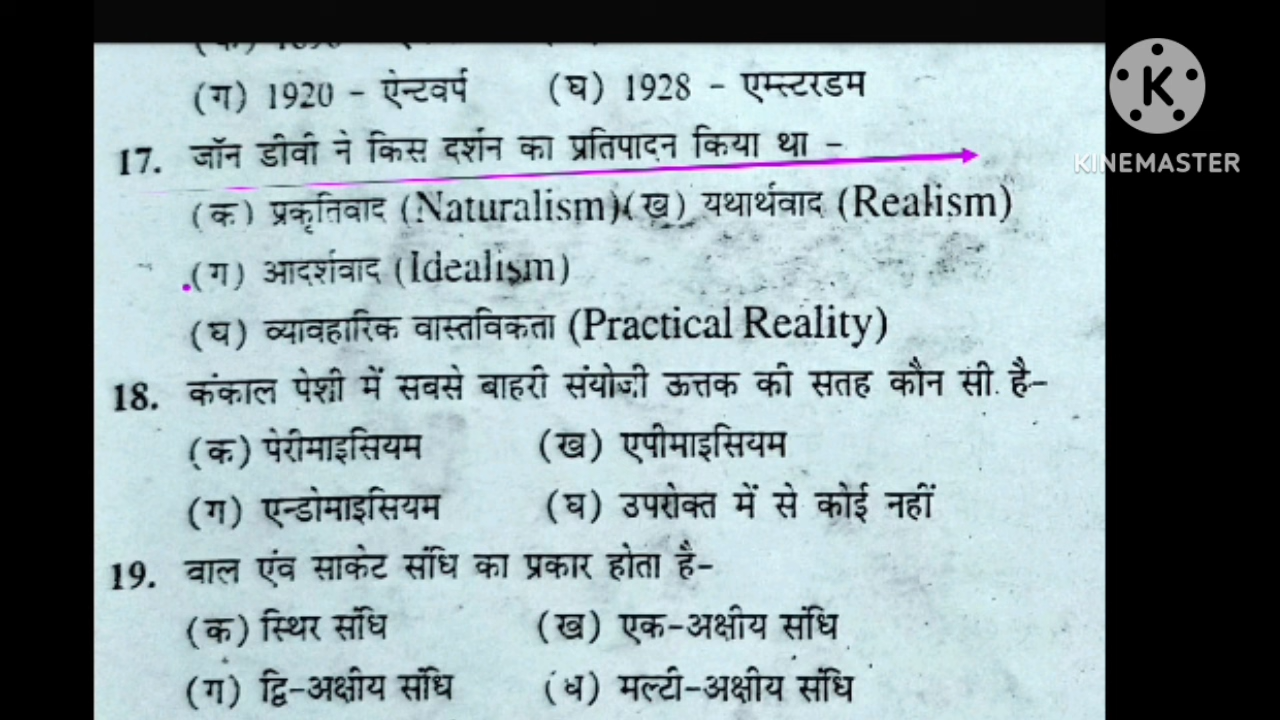 (ग) 1920 - ऐन्टवर्प (घ) 1928 - एम्स्टरडम
K
KINEMASTER
17. जॉन डीवी ने किस दर्शन का प्रतिपादन किया था -
(क) प्रकृतिवाद (Naturalism) (ख) यथार्थवाद (Realism)
(ग) आदर्शवाद (Idealism)
(घ) व्यावहारिक वास्तविकता (Practical Reality)
18. कंकाल पेशी में सबसे बाहरी संयोजी ऊत्तक की सतह कौन सी है-
(क) पेरीमाइसियम (ख) एपीमाइसियम
(ग) एन्डोमाइसियम (घ) उपरोक्त में से कोई नहीं
19. वाल एंव साकेट संधि का प्रकार होता है-
(क) स्थिर संधि (ख) एक-अक्षीय संधि
(ग) द्वि-अक्षीय संधि (ध) मल्टी-अक्षीय संधि